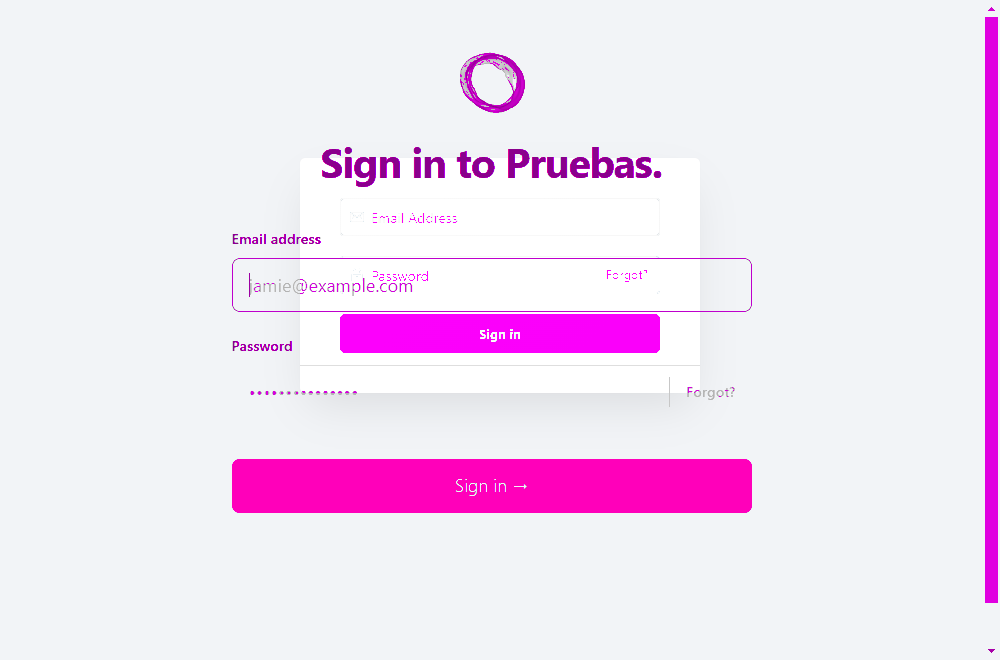 Sign in to Pruebas.
Email Address
Email address
Password
Forgot?
jamie@example.com
Sign in
Password
Forgot?
Sign in →